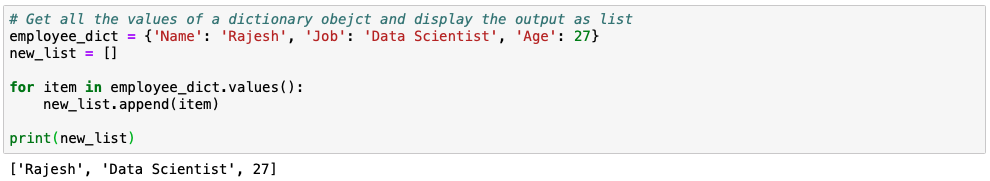 # Get all the values of a dictionary obejct and display the output as list
employee_dict = {'Name': 'Rajesh', 'Job': 'Data Scientist', 'Age': 27}
new_list = []
for item in employee_dict.values():
    new_list.append(item)
print(new_list)
['Rajesh', 'Data Scientist', 27]